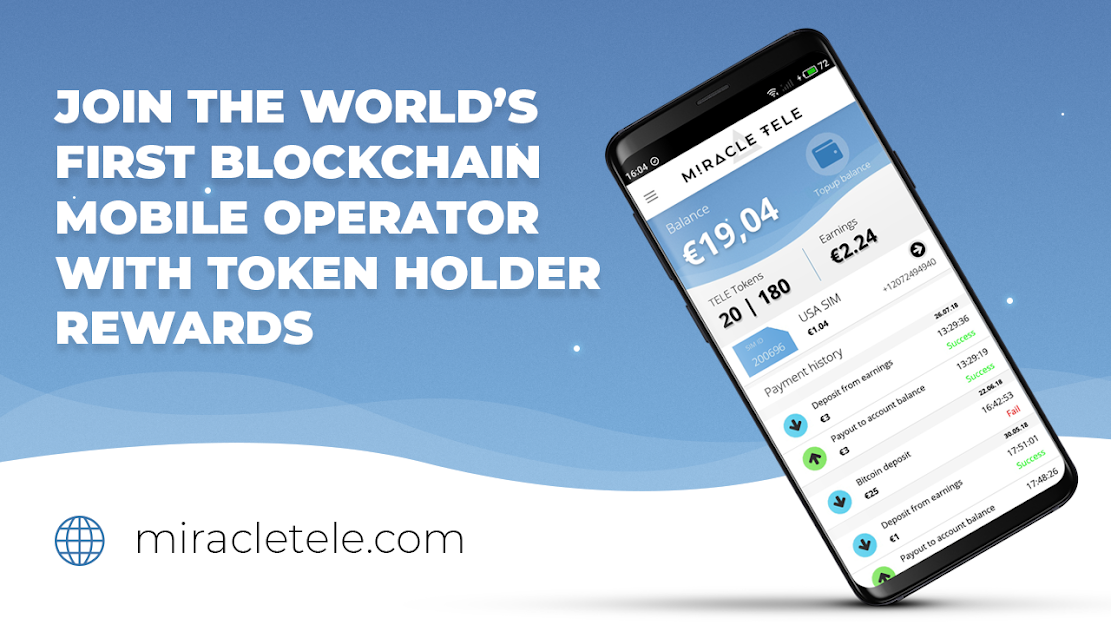 JOIN THE WORLD'S
FIRST BLOCKCHAIN
MOBILE OPERATOR
WITH TOKEN HOLDER
REWARDS
miracletele.com
16:04
72
MIRACLE TELE
Balance
€19,04
Topup balance
TELE Tokens
20 | 180
Earnings
€2.24
SIM ID
200696
USA SIM
€1.04
+12072494940
Payment history
26.07.18
Deposit from earnings
€3
13:29:36
Success
Payout to account balance
€3
13:29:19
Success
22.06.18
Bitcoin deposit
€25
16:42:53
Fail
30.05.18
Deposit from earnings
€1
17:51:01
Success
Payout to account balance
17:48:26